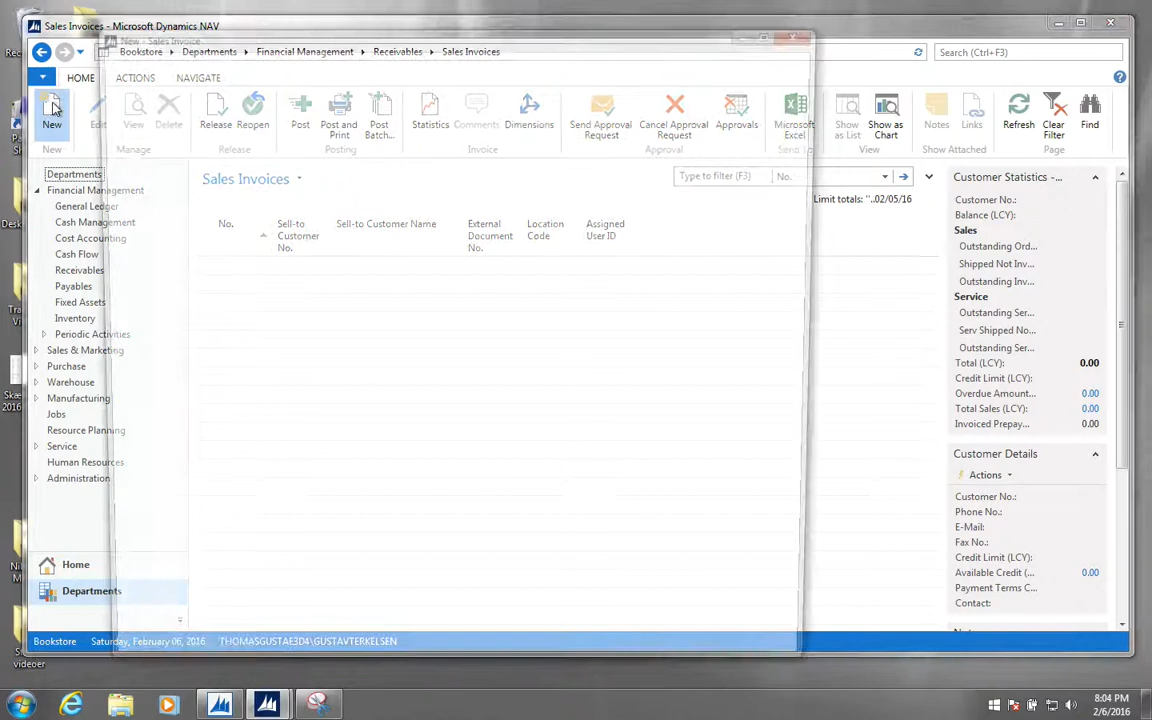 Sales Invoices - Microsoft Dynamics NAV
New - Sales Invoice
Bookstore Departments Financial Management Receivables Sales Invoices
Search (Ctrl+F3)
HOME ACTIONS NAVIGATE
New Edit View Delete Release Reopen Post Post and Print Post Batch... Statistics Comments Dimensions Send Approval Request Cancel Approval Request Approvals Microsoft Excel Show as List Show as Chart Notes Links Refresh Clear Filter Find
New Manage Release Posting Invoice Approval Send To View Show Attached Page
Departments
Financial Management
General Ledger
Cash Management
Cost Accounting
Cash Flow
Receivables
Payables
Fixed Assets
Inventory
Periodic Activities
Sales & Marketing
Purchase
Warehouse
Manufacturing
Jobs
Resource Planning
Service
Human Resources
Administration
Home
Departments
Sales Invoices
Type to filter (F3) No.
Limit totals: ''..02/05/16
No. Sell-to Customer No. Sell-to Customer Name External Document No. Location Code Assigned User ID
Customer Statistics -...
Customer No.:
Balance (LCY):
Sales
Outstanding Ord...
Shipped Not Inv...
Outstanding Inv...
Service
Outstanding Ser...
Serv Shipped No...
Outstanding Ser...
Total (LCY): 0.00
Credit Limit (LCY):
Overdue Amount... 0.00
Total Sales (LCY): 0.00
Invoiced Prepay... 0.00
Customer Details
Actions
Customer No.:
Phone No.:
E-Mail:
Fax No.:
Credit Limit (LCY):
Available Credit (... 0.00
Payment Terms C...
Contact:
Bookstore Saturday, February 06, 2016 THOMASGUSTAE3D4\GUSTAVTERKELSEN
videoer
8:04 PM
2/6/2016